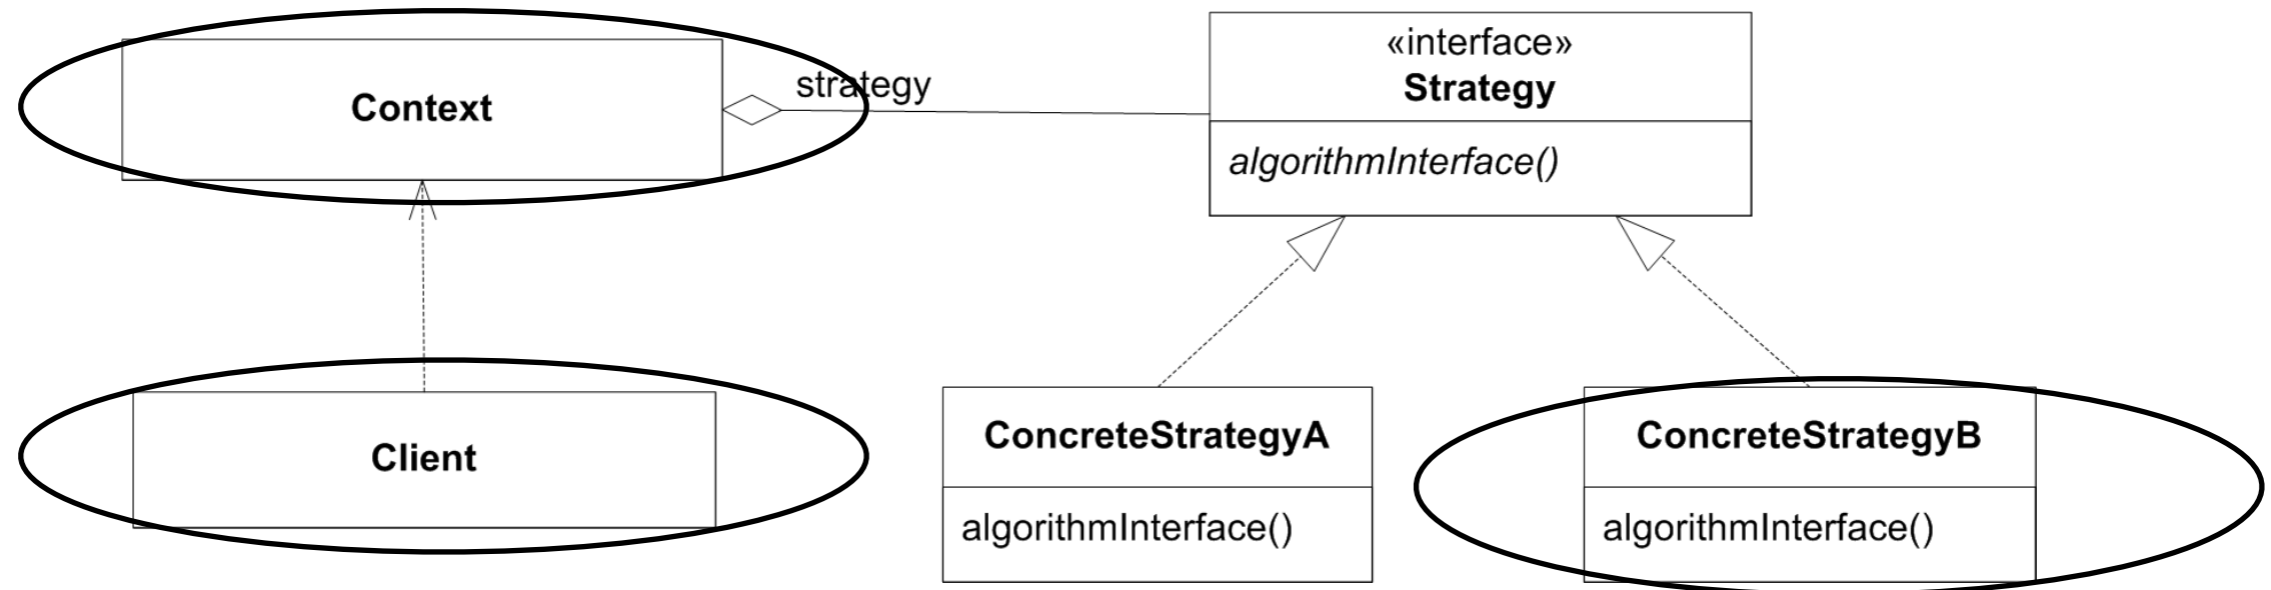 Context
strategy
«interface»
Strategy
algorithmInterface()
Client
ConcreteStrategyA
algorithmInterface()
ConcreteStrategyB
algorithmInterface()